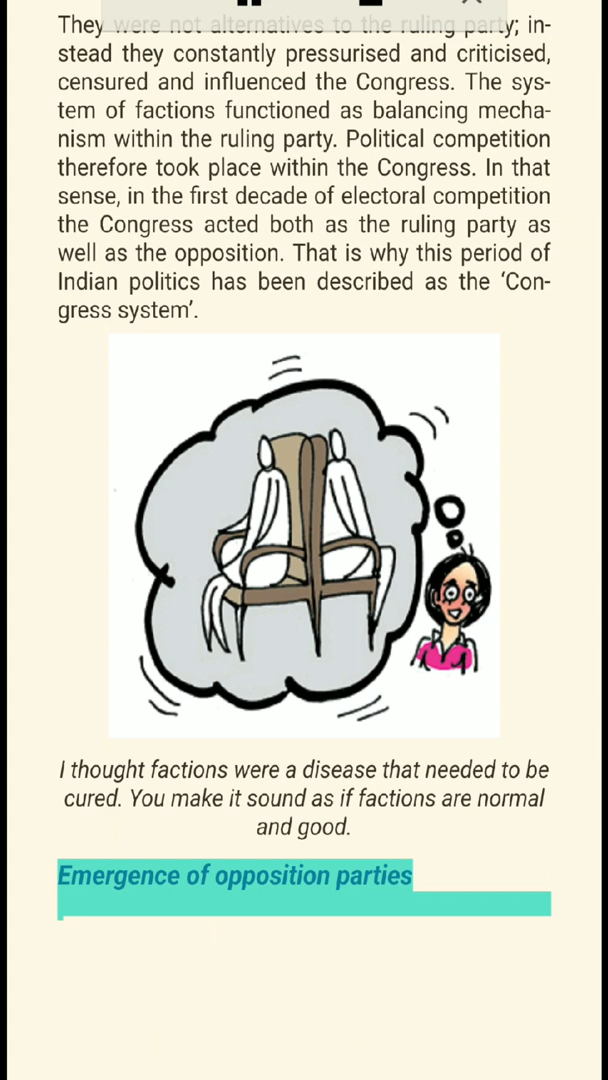 They were not alternatives to the ruling party; in-
stead they constantly pressurised and criticised,
censured and influenced the Congress. The sys-
tem of factions functioned as balancing mecha-
nism within the ruling party. Political competition
therefore took place within the Congress. In that
sense, in the first decade of electoral competition
the Congress acted both as the ruling party as
well as the opposition. That is why this period of
Indian politics has been described as the ‘Con-
gress system’.
I thought factions were a disease that needed to be
cured. You make it sound as if factions are normal
and good.
Emergence of opposition parties